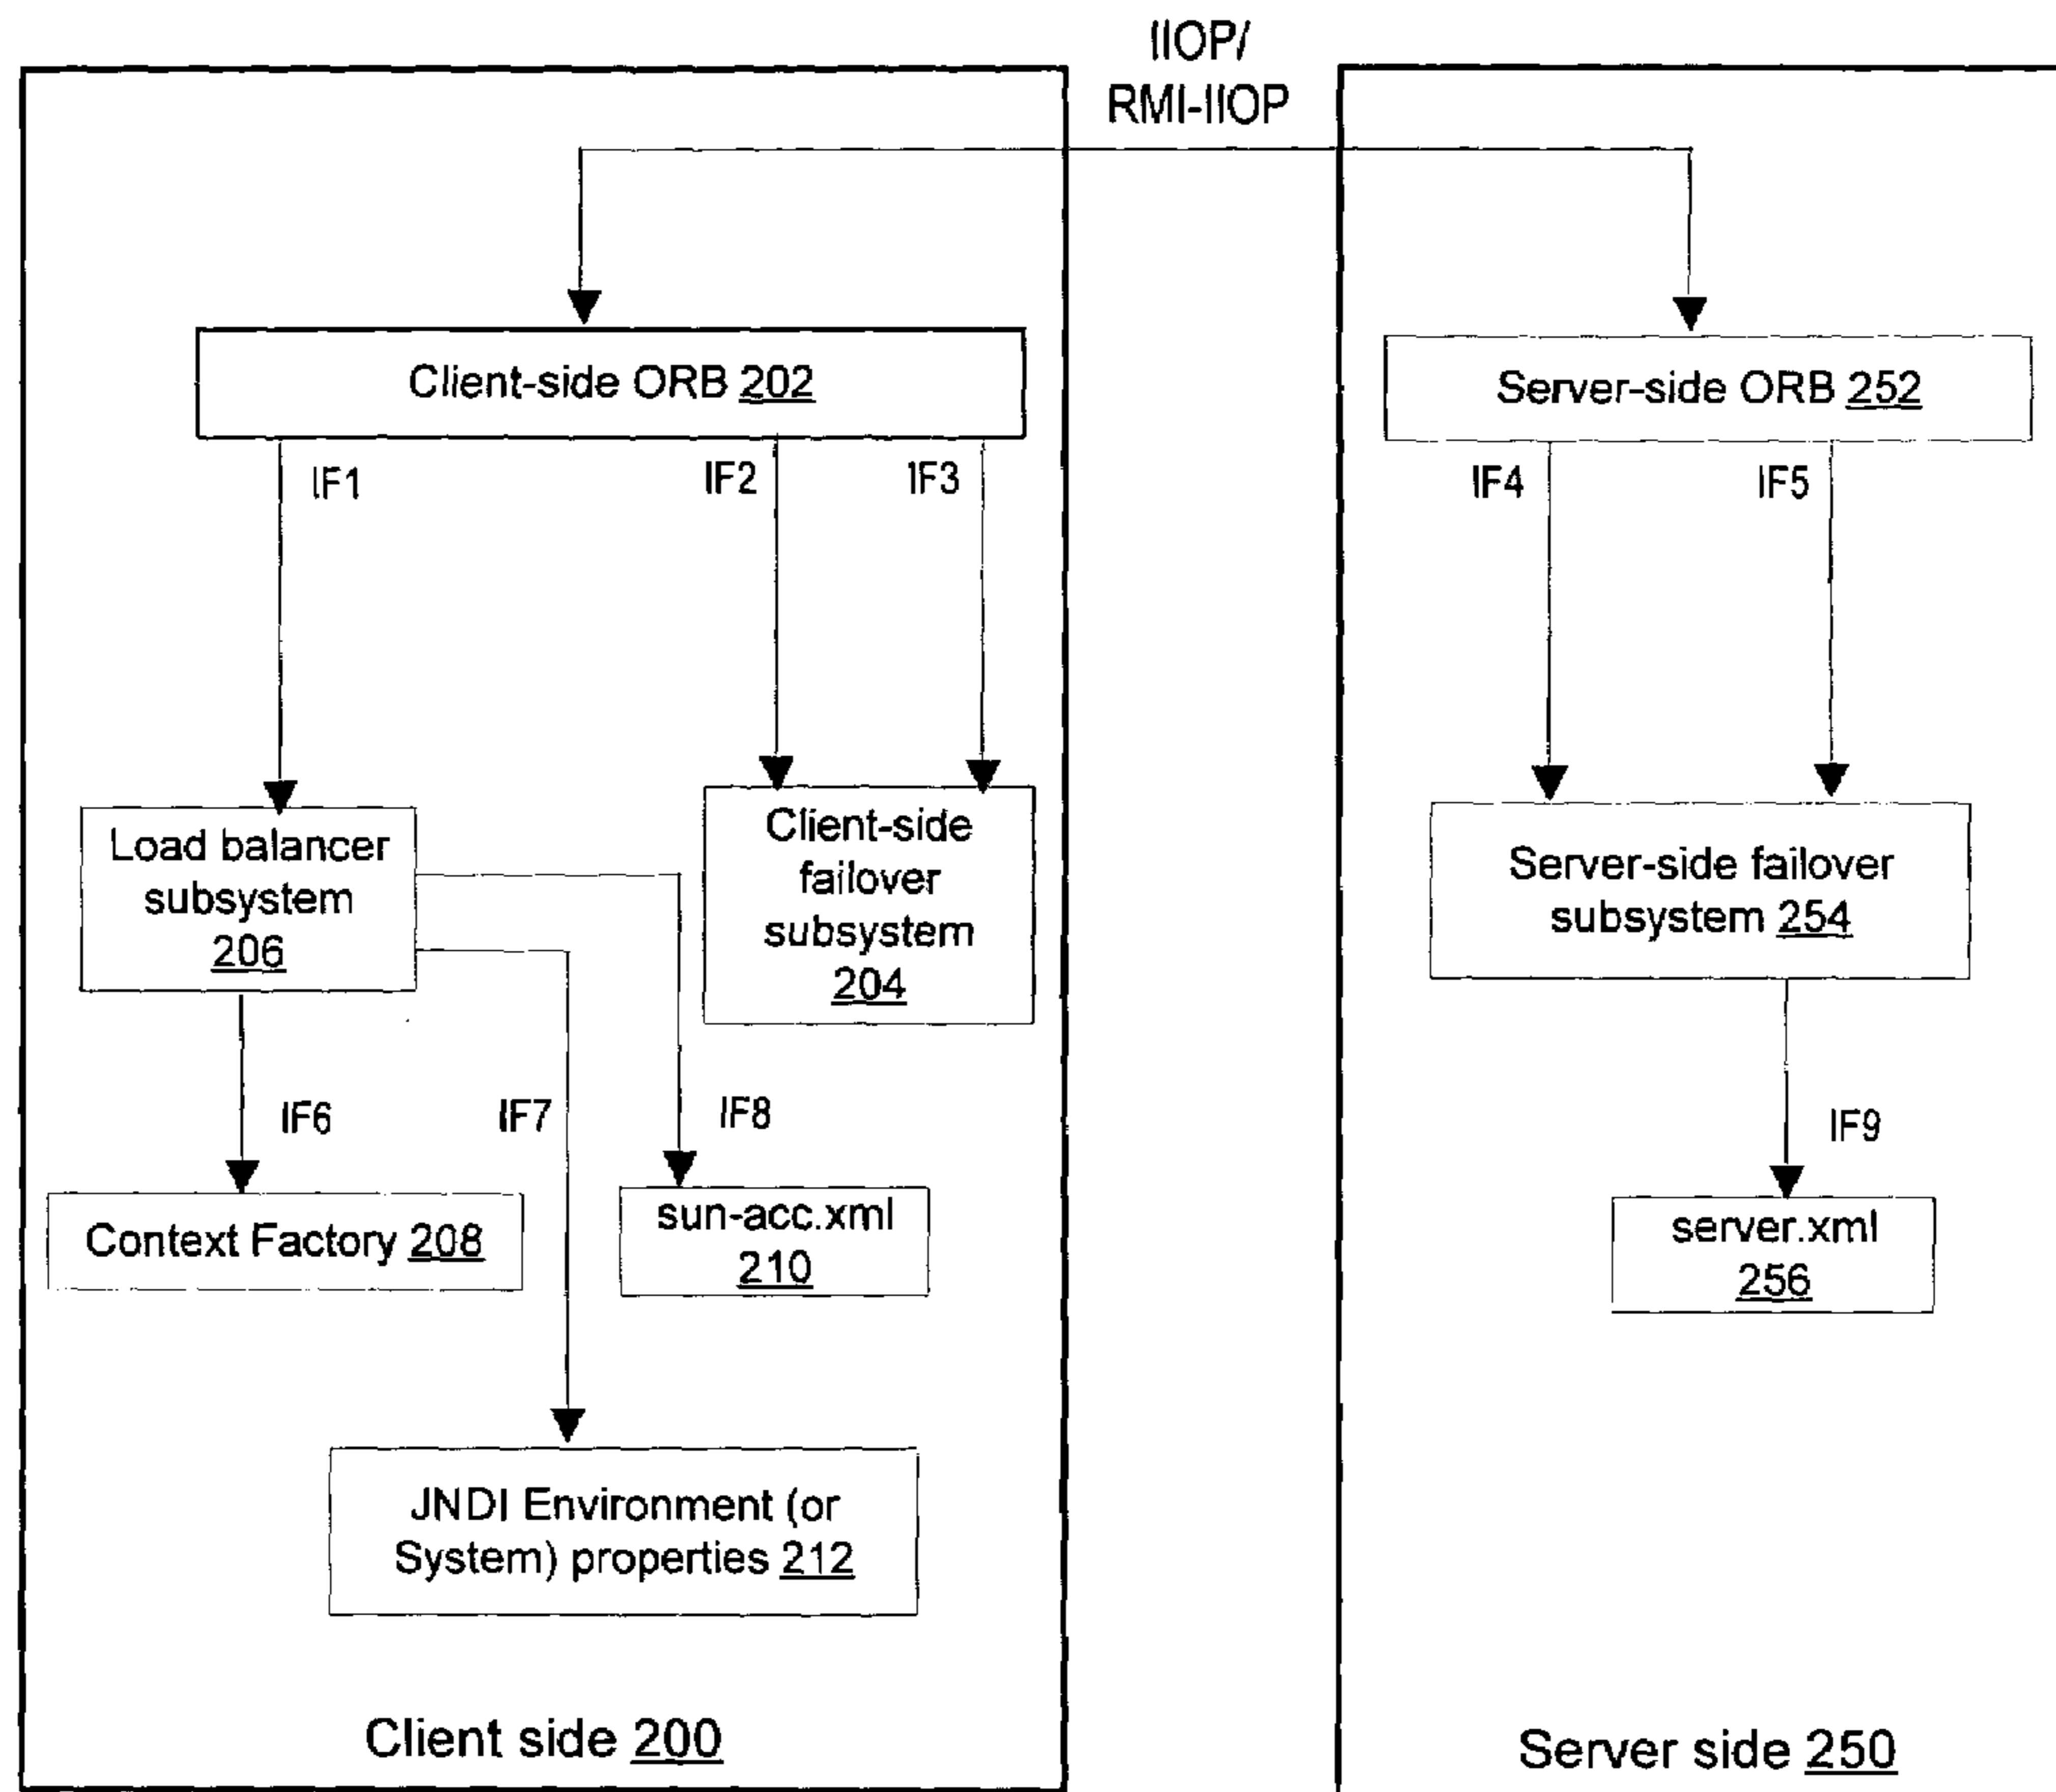 IIOP/
RMI-IIOP
Client-side ORB 202
Server-side ORB 252
IF1
IF2
IF3
IF4
IF5
Load balancer
subsystem
206
Client-side
failover
subsystem
204
Server-side failover
subsystem 254
IF6
IF7
IF8
IF9
Context Factory 208
sun-acc.xml
210
server.xml
256
JNDI Environment (or
System) properties 212
Client side 200
Server side 250